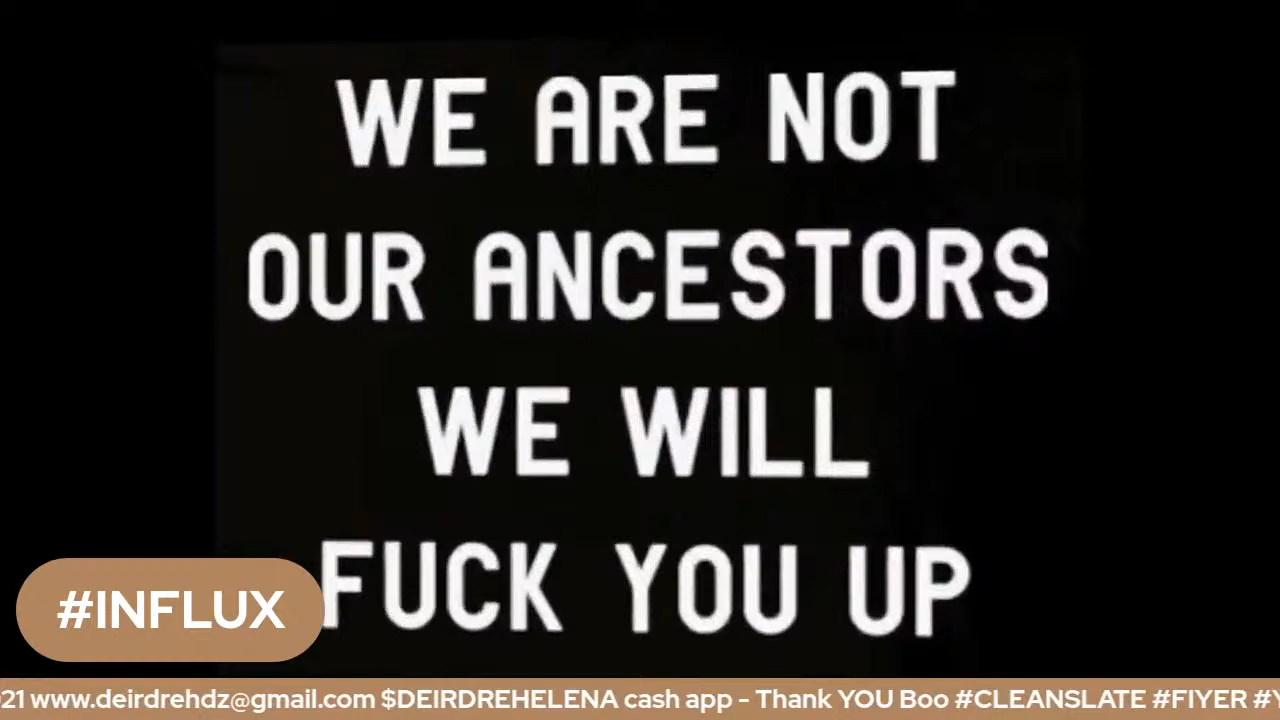 WE ARE NOT
OUR ANCESTORS
WE WILL
FUCK YOU UP
#INFLUX
21 www.deirdrehdz@gmail.com $DEIRDREHELENA cash app - Thank YOU Boo #CLEANSLATE #FIYER #Y